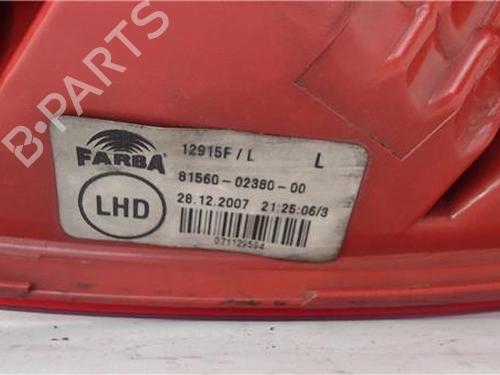 B-PARTS
12915F / L L
FARBA
81560-02380-00
LHD
28.12.2007 21:25:06/3
071129594